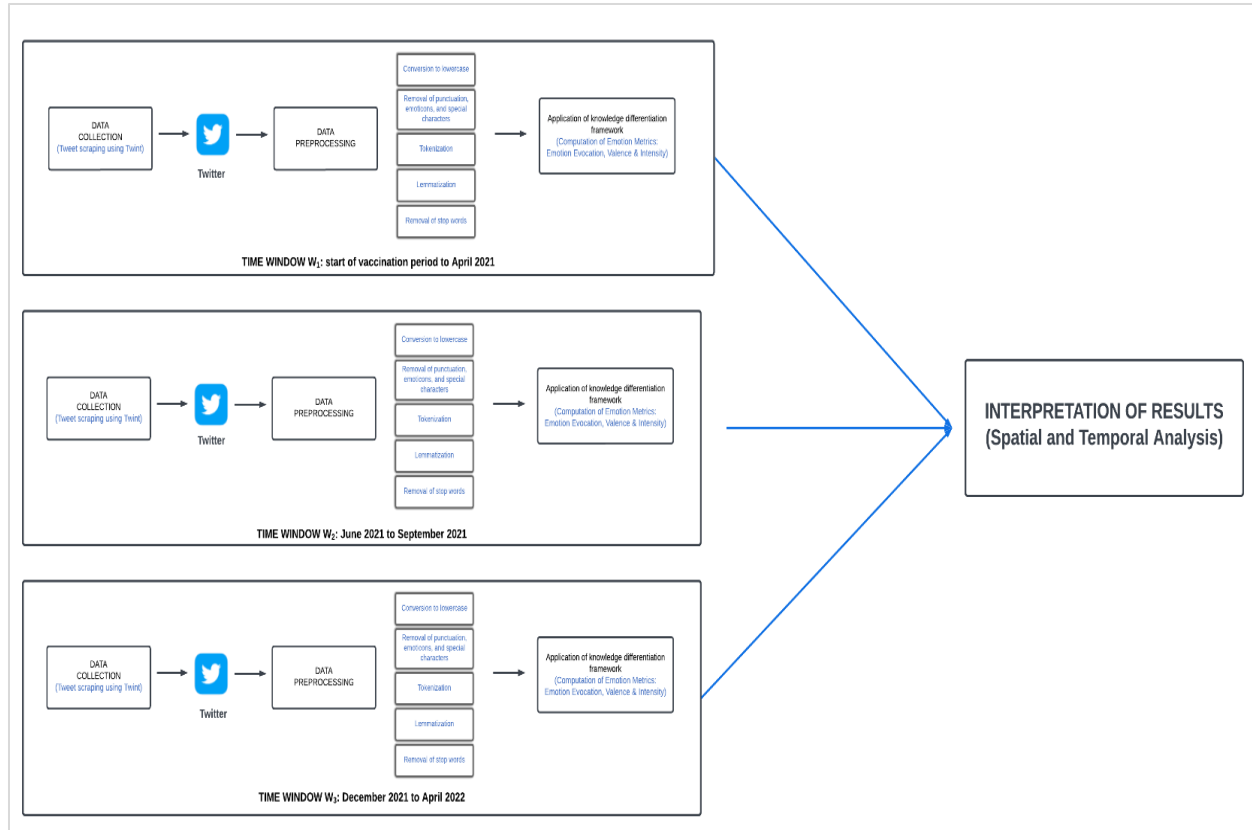 DATA
COLLECTION
(Tweet scraping using Twint)
Twitter
DATA
PREPROCESSING
Conversion to lowercase
Removal of punctuation,
emoticons, and special
characters
Tokenization
Lemmatization
Removal of stop words
Application of knowledge differentiation
framework
(Computation of Emotion Metrics:
Emotion Evocation, Valence & Intensity)
TIME WINDOW W₁: start of vaccination period to April 2021
DATA
COLLECTION
(Tweet scraping using Twint)
Twitter
DATA
PREPROCESSING
Conversion to lowercase
Removal of punctuation,
emoticons, and special
characters
Tokenization
Lemmatization
Removal of stop words
Application of knowledge differentiation
framework
(Computation of Emotion Metrics:
Emotion Evocation, Valence & Intensity)
TIME WINDOW W₂: June 2021 to September 2021
DATA
COLLECTION
(Tweet scraping using Twint)
Twitter
DATA
PREPROCESSING
Conversion to lowercase
Removal of punctuation,
emoticons, and special
characters
Tokenization
Lemmatization
Removal of stop words
Application of knowledge differentiation
framework
(Computation of Emotion Metrics:
Emotion Evocation, Valence & Intensity)
TIME WINDOW W₃: December 2021 to April 2022
INTERPRETATION OF RESULTS
(Spatial and Temporal Analysis)